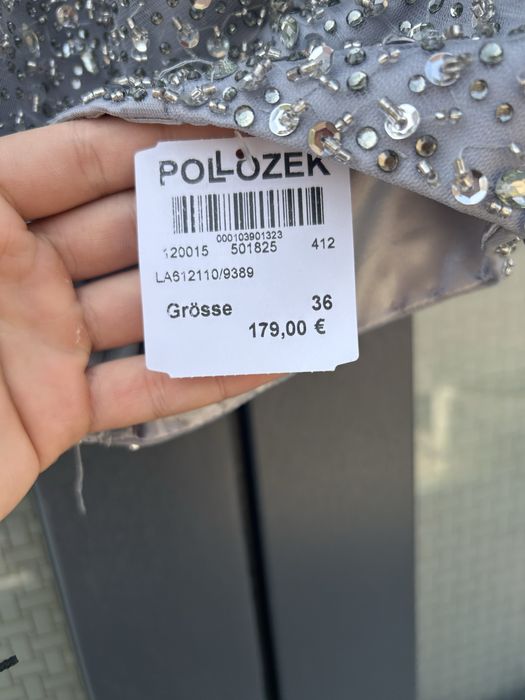 POLLOZEK
000103901323
120015 501825 412
LA612110/9389
Grösse 36
179,00 €